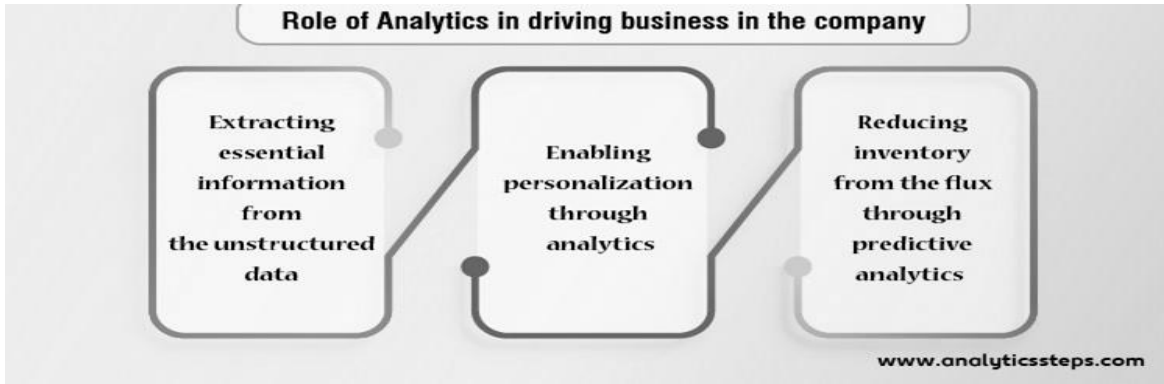 Role of Analytics in driving business in the company
Extracting
essential
information
from
the unstructured
data
Enabling
personalization
through
analytics
Reducing
inventory
from the flux
through
predictive
analytics
www.analyticssteps.com